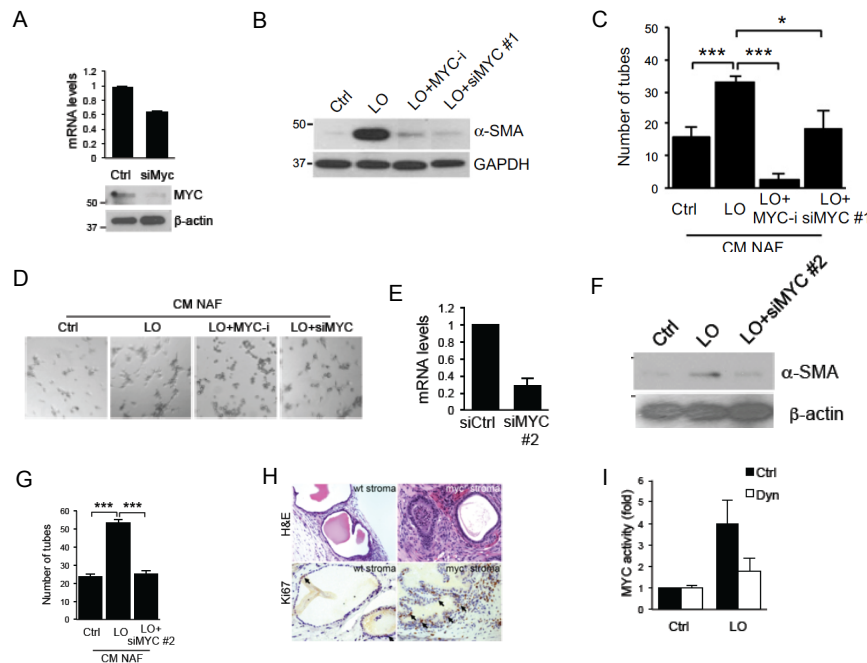 A
mRNA levels
1.2
1
0.8
0.6
0.4
0.2
0
Ctrl siMyc
MYC
50
β-actin
37
B
Ctrl
LO
LO+MYC-i
LO+siMYC #1
50
α-SMA
37
GAPDH
C
Number of tubes
50
40
30
20
10
0
***
***
*
Ctrl
LO
LO+
MYC-i
LO+
siMYC #1
CM NAF
D
CM NAF
Ctrl LO LO+MYC-i LO+siMYC
E
mRNA levels
1.2
1
0.8
0.6
0.4
0.2
0
siCtrl
siMYC
#2
F
Ctrl
LO
LO+siMYC #2
α-SMA
β-actin
G
Number of tubes
60
50
40
30
20
10
0
*** ***
Ctrl
LO
LO+
siMYC #2
CM NAF
H
H&E
wt stroma
Ki67
wt stroma
I
MYC activity (fold)
6
5
4
3
2
1
0
Ctrl
Dyn
Ctrl
LO